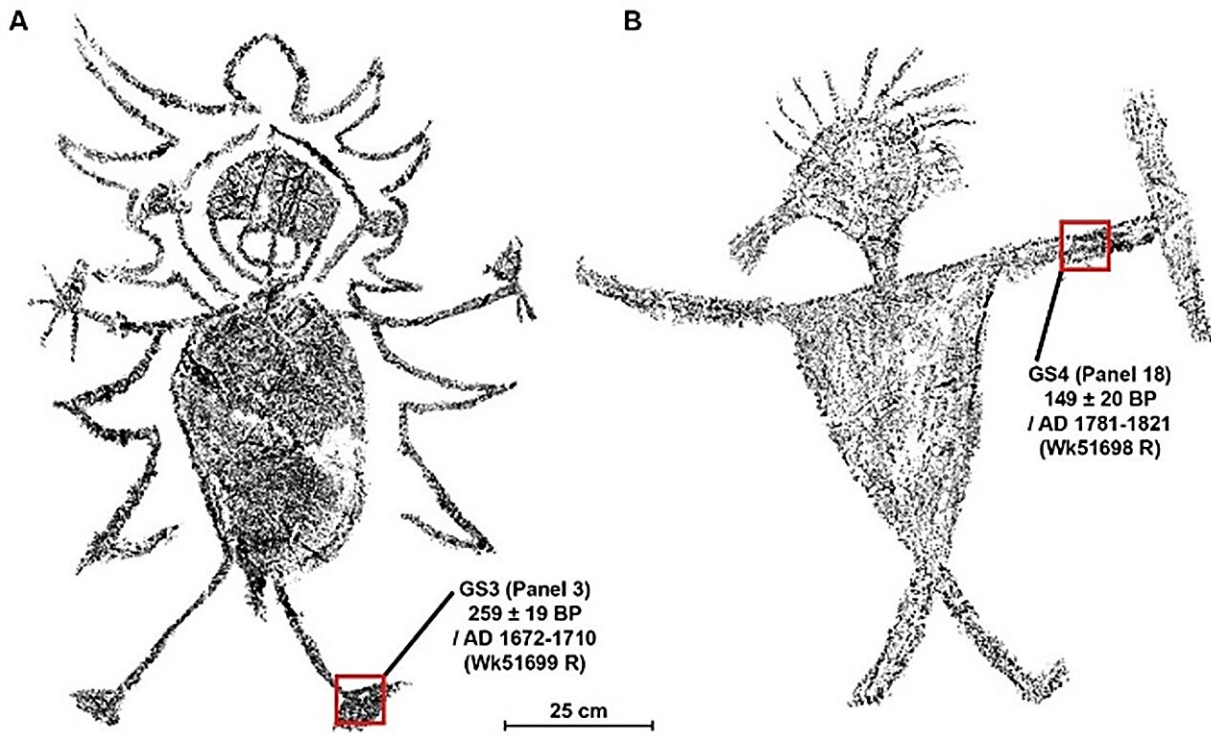 A
B
GS4 (Panel 18)
149 ± 20 BP
/ AD 1781-1821
(Wk51698 R)
GS3 (Panel 3)
259 ± 19 BP
/ AD 1672-1710
(Wk51699 R)
25 cm